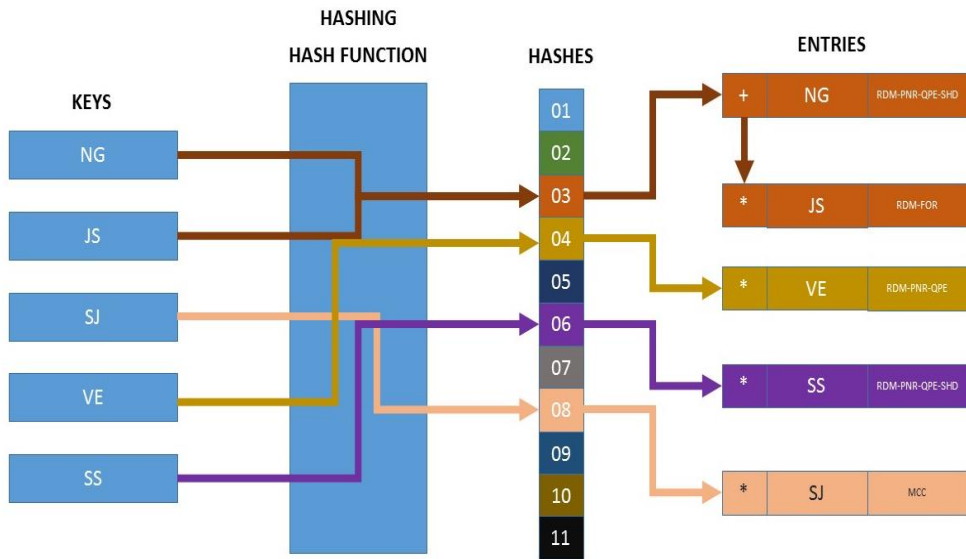 HASHING
HASH FUNCTION
KEYS
NG
JS
SJ
VE
SS
HASHES
01
02
03
04
05
06
07
08
09
10
11
ENTRIES
+ NG RDM-PNR-QPE-SHD
* JS RDM-FOR
* VE RDM-PNR-QPE
* SS RDM-PNR-QPE-SHD
* SJ MCC